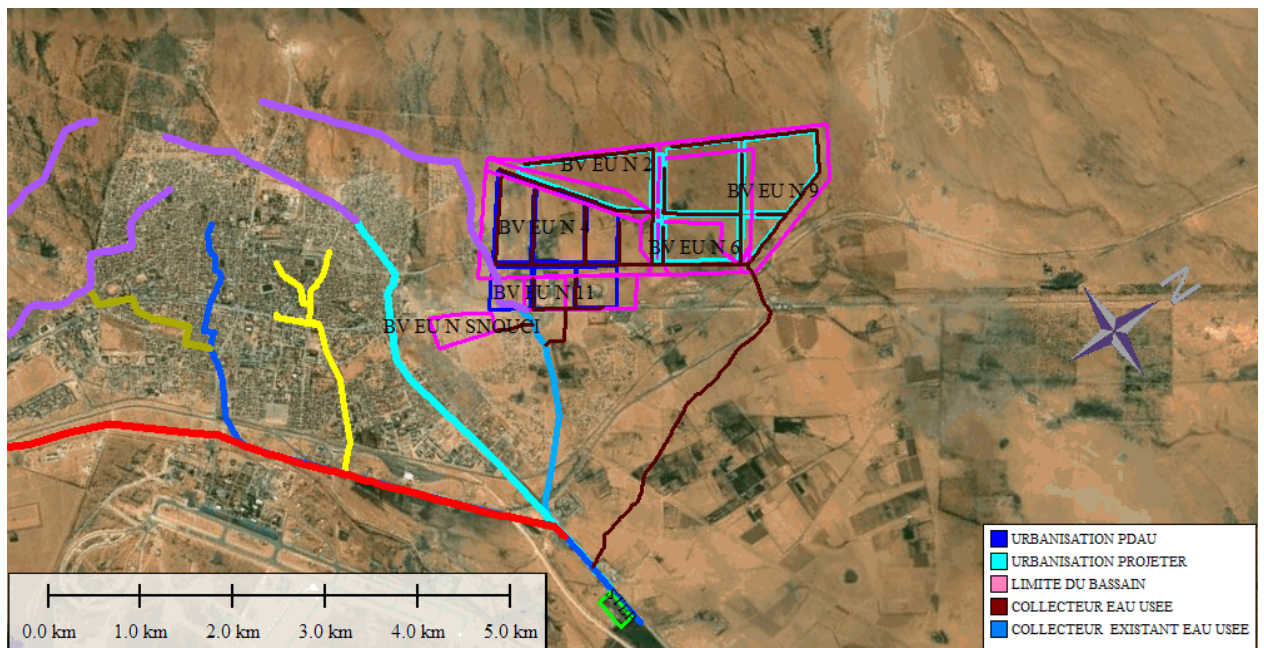 BV EU N 2
BV EU N 9
BV EU N 4
BV EU N 6
BV EU N 11
BV EU N SNOUCI
N
URBANISATION PDAU
URBANISATION PROJETER
LIMITE DU BASSAIN
COLLECTEUR EAU USEE
COLLECTEUR EXISTANT EAU USEE
0.0 km 1.0 km 2.0 km 3.0 km 4.0 km 5.0 km